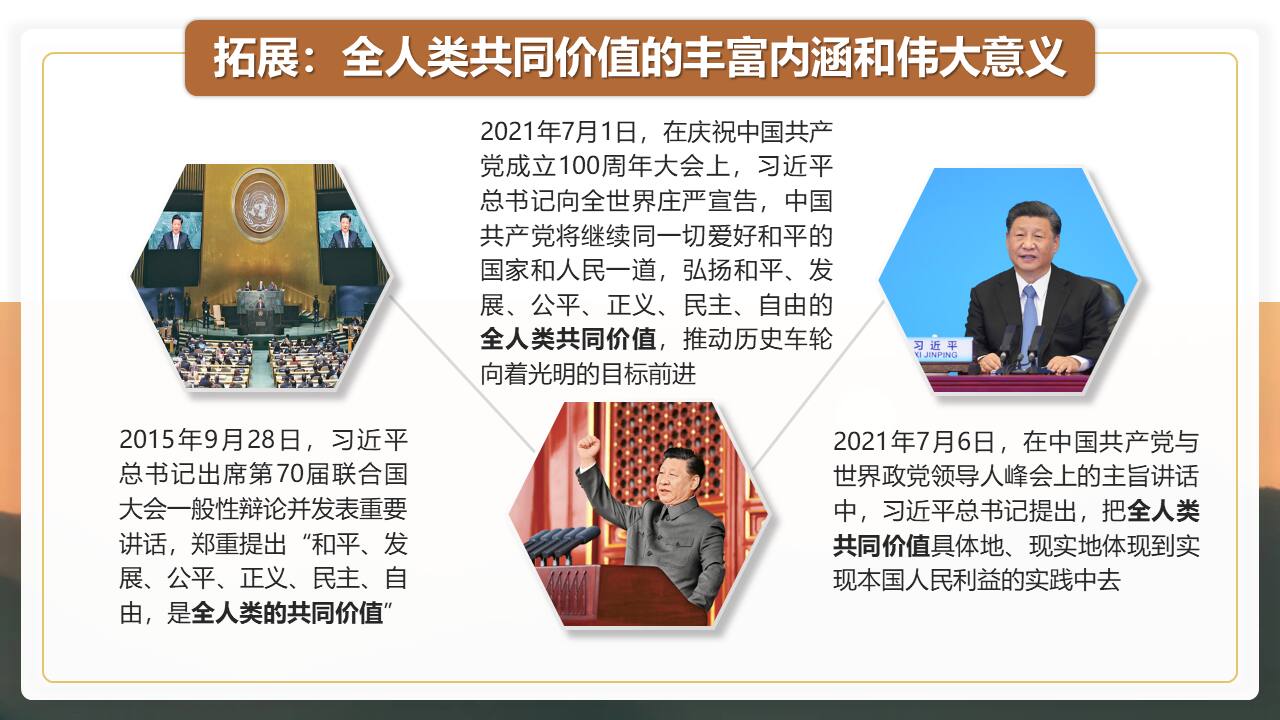 拓展：全人类共同价值的丰富内涵和伟大意义
2015年9月28日，习近平
总书记出席第70届联合国
大会一般性辩论并发表重要
讲话，郑重提出“和平、发
展、公平、正义、民主、自
由，是全人类的共同价值”
2021年7月1日，在庆祝中国共产
党成立100周年大会上，习近平
总书记向全世界庄严宣告，中国
共产党将继续同一切爱好和平的
国家和人民一道，弘扬和平、发
展、公平、正义、民主、自由的
全人类共同价值，推动历史车轮
向着光明的目标前进
习 近 平
XI JINPING
2021年7月6日，在中国共产党与
世界政党领导人峰会上的主旨讲话
中，习近平总书记提出，把全人类
共同价值具体地、现实地体现到实
现本国人民利益的实践中去